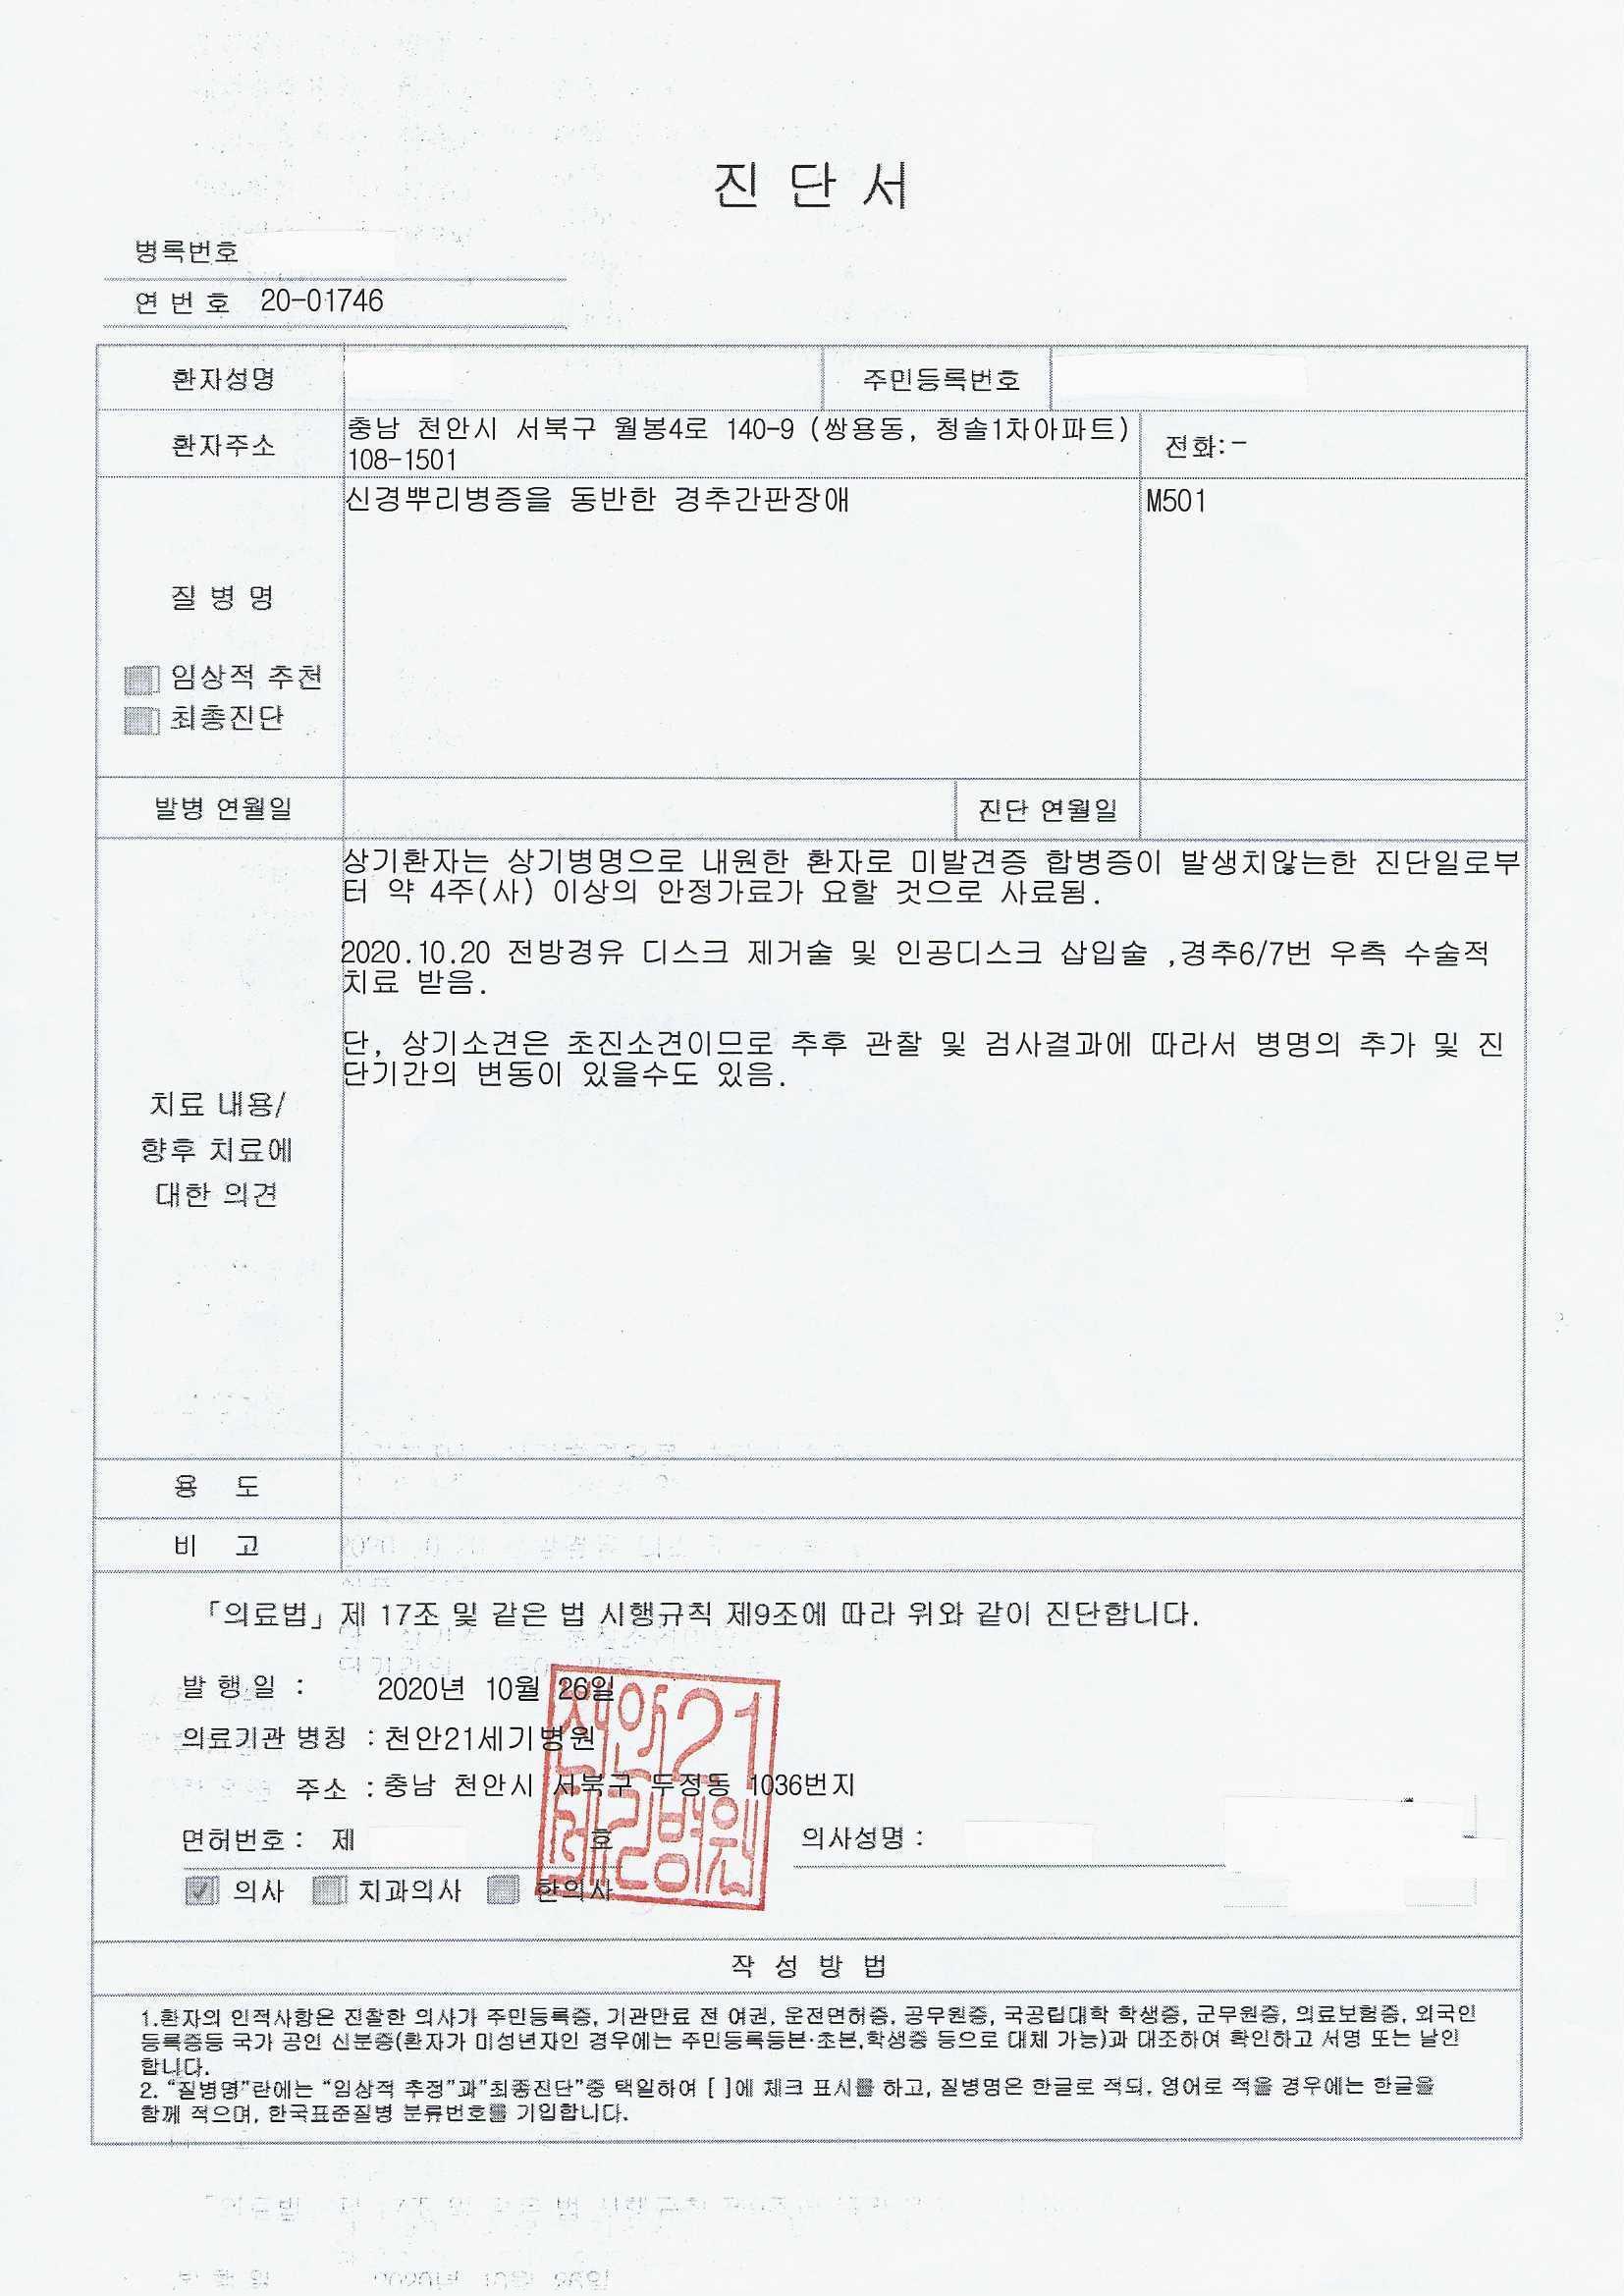 진 단 서
병록번호
연 번 호 20-01746
환자성명
주민등록번호
환자주소
충남 천안시 서북구 월봉4로 140-9 (쌍용동, 청솔1차아파트)
108-1501
전화:-
신경뿌리병증을 동반한 경추간판장애
M501
질 병 명
임상적 추천
최총진단
발병 연월일
진단 연월일
상기환자는 상기병명으로 내원한 환자로 미발견증 합병증이 발생치않는한 진단일로부
터 약 4주(사) 이상의 안정가료가 요할 것으로 사료됨.
2020.10.20 전방경유 디스크 제거술 및 인공디스크 삽입술 ,경추6/7번 우측 수술적
치료 받음.
단, 상기소견은 초진소견이므로 추후 관찰 및 검사결과에 따라서 병명의 추가 및 진
단기간의 변동이 있을수도 있음.
치료 내용/
향후 치료에
대한 의견
용 도
비 고
「의료법」제 17조 및 같은 법 시행규칙 제9조에 따라 위와 같이 진단합니다.
발 행 일 : 2020년 10월 26일
의료기관 병칭 : 천안21세기병원
주소 : 충남 천안시 서북구 두정동 1036번지
면허번호 : 제 호 의사성명 :
의사 치과의사 한의사
천안21
세기병원
작 성 방 법
1.환자의 인적사항은 진찰한 의사가 주민등록증, 기관만료 전 여권, 운전면허증, 공무원증, 국공립대학 학생증, 군무원증, 의료보험증, 외국인
등록증등 국가 공인 신분증(환자가 미성년자인 경우에는 주민등록등본·초본,학생증 등으로 대체 가능)과 대조하여 확인하고 서명 또는 날인
합니다.
2. “질병명”란에는 “임상적 추정”과”최종진단”중 택일하여 [ ]에 체크 표시를 하고, 질병명은 한글로 적되, 영어로 적을 경우에는 한글을
함께 적으며, 한국표준질병 분류번호를 기입합니다.